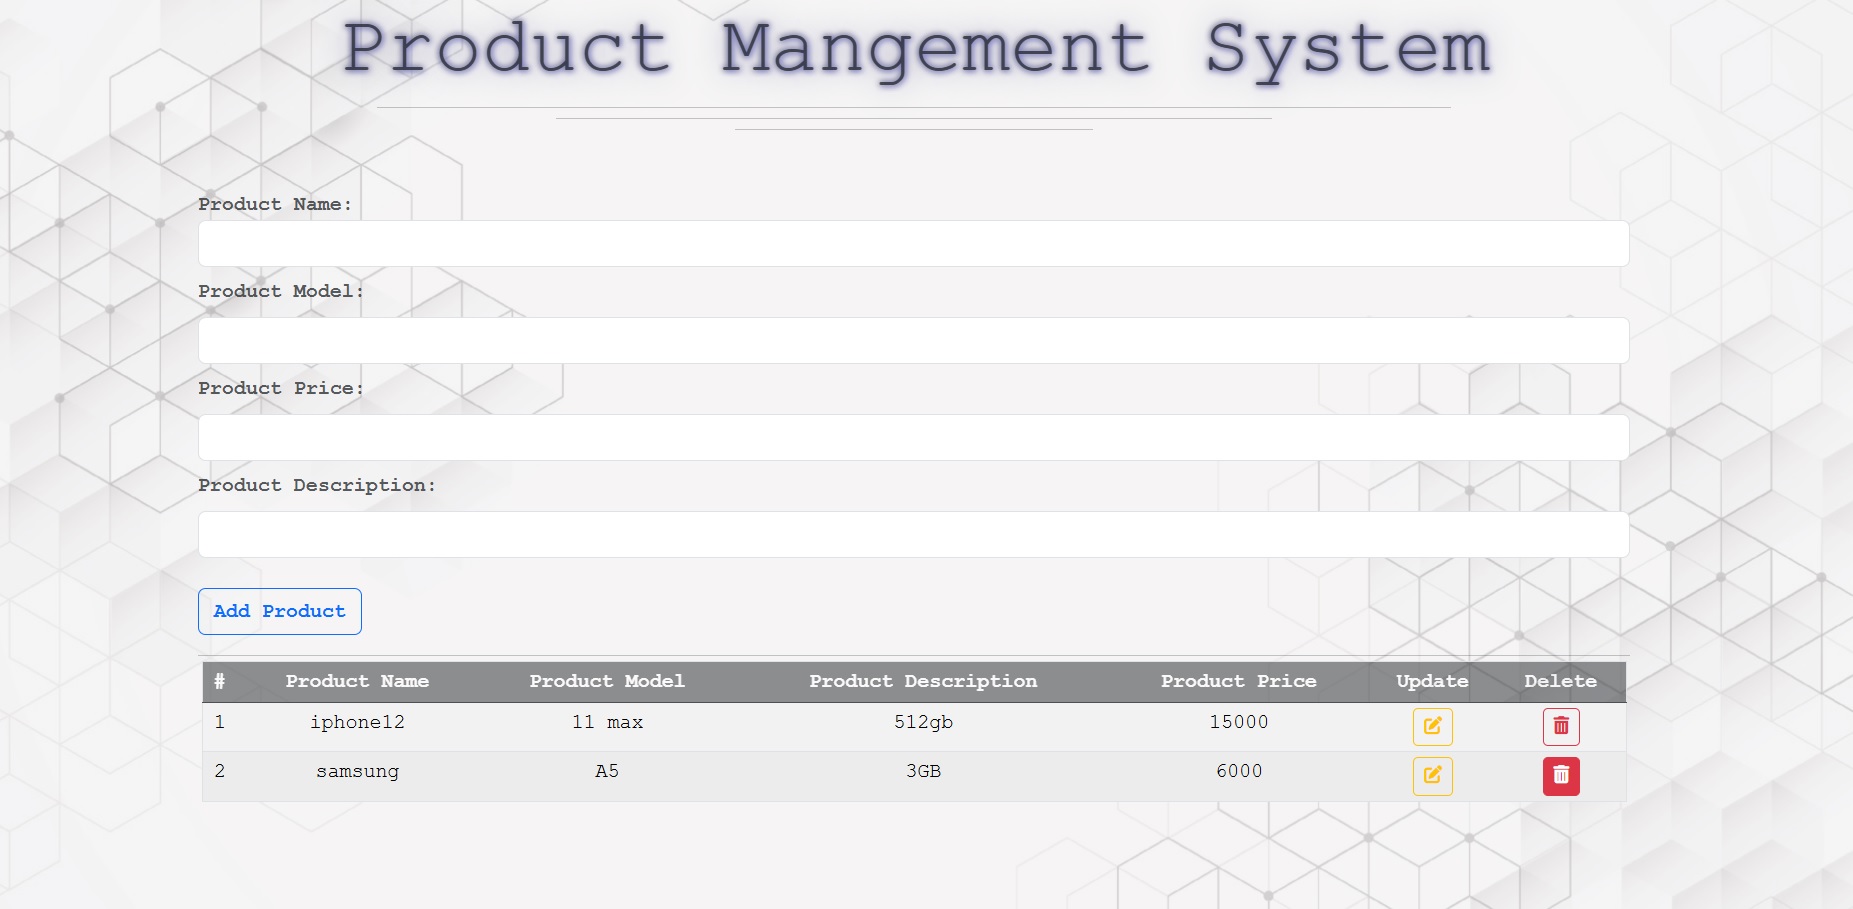 Product Mangement System
Product Name:
Product Model:
Product Price:
Product Description:
Add Product
# Product Name Product Model Product Description Product Price Update Delete
1 iphone12 11 max 512gb 15000
2 samsung A5 3GB 6000